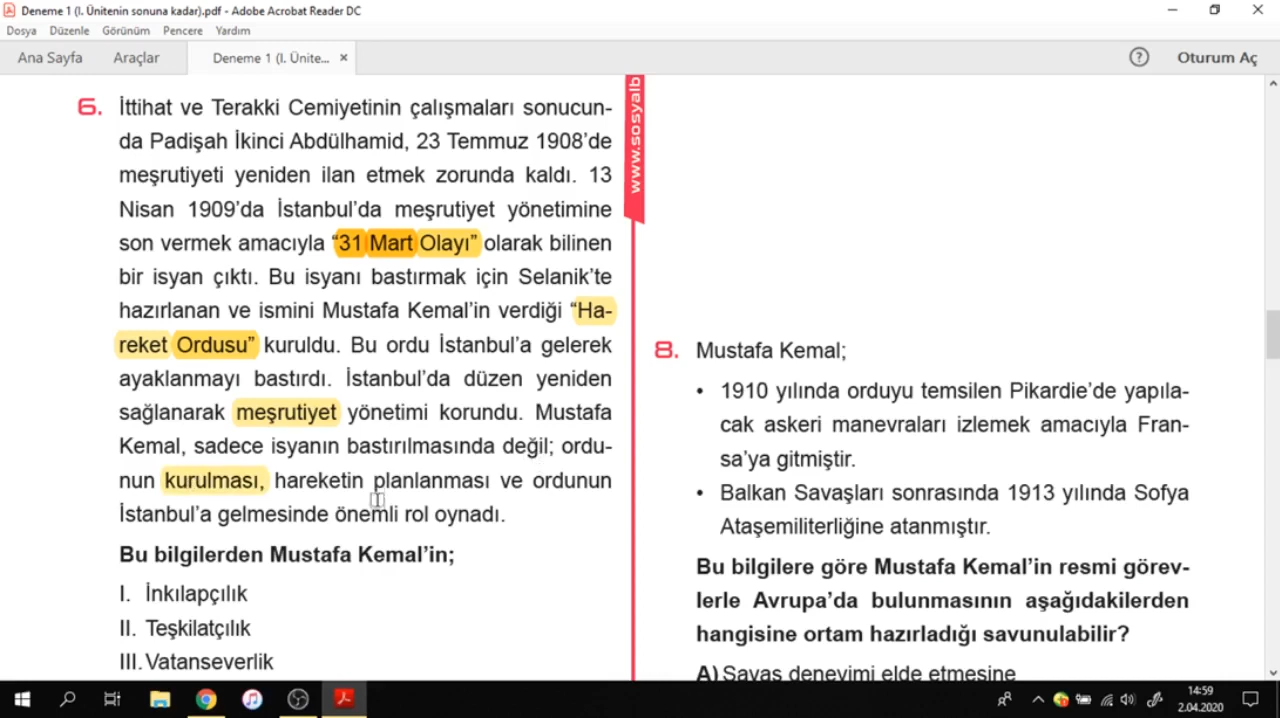 Deneme 1 (I. Ünitenin sonuna kadar).pdf - Adobe Acrobat Reader DC
Dosya Düzenle Görünüm Pencere Yardım
Ana Sayfa Araçlar Deneme 1 (I. Ünite... × ? Oturum Aç
6. İttihat ve Terakki Cemiyetinin çalışmaları sonucun-
da Padişah İkinci Abdülhamid, 23 Temmuz 1908’de
meşrutiyeti yeniden ilan etmek zorunda kaldı. 13
Nisan 1909’da İstanbul’da meşrutiyet yönetimine
son vermek amacıyla “31 Mart Olayı” olarak bilinen
bir isyan çıktı. Bu isyanı bastırmak için Selanik’te
hazırlanan ve ismini Mustafa Kemal’in verdiği “Ha-
reket Ordusu” kuruldu. Bu ordu İstanbul’a gelerek
ayaklanmayı bastırdı. İstanbul’da düzen yeniden
sağlanarak meşrutiyet yönetimi korundu. Mustafa
Kemal, sadece isyanın bastırılmasında değil; ordu-
nun kurulması, hareketin planlanması ve ordunun
İstanbul’a gelmesinde önemli rol oynadı.
Bu bilgilerden Mustafa Kemal’in;
I. İnkılapçılık
II. Teşkilatçılık
III. Vatanseverlik
www.sosyalb
8. Mustafa Kemal;
• 1910 yılında orduyu temsilen Pikardie’de yapıla-
cak askeri manevraları izlemek amacıyla Fran-
sa’ya gitmiştir.
• Balkan Savaşları sonrasında 1913 yılında Sofya
Ataşemiliterliğine atanmıştır.
Bu bilgilere göre Mustafa Kemal’in resmi görev-
lerle Avrupa’da bulunmasının aşağıdakilerden
hangisine ortam hazırladığı savunulabilir?
A) Savaş deneyimi elde etmesine
14:59
2.04.2020